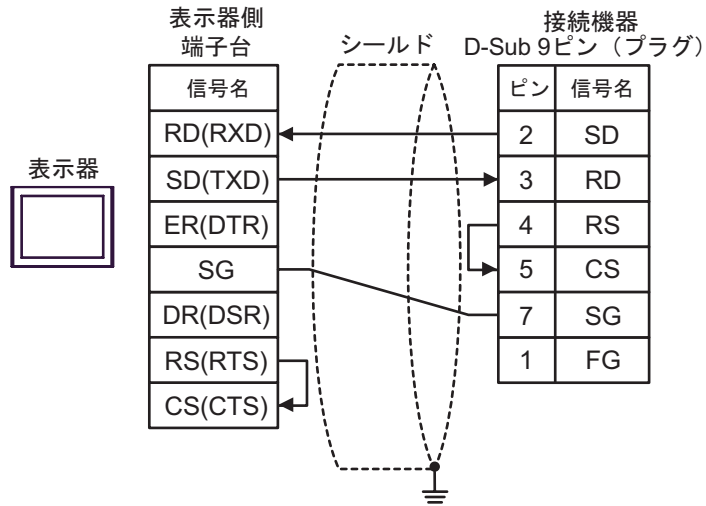 表示器側
端子台
シールド
接続機器
D-Sub 9ピン（プラグ）
信号名
ピン 信号名
RD(RXD)
2 SD
表示器
SD(TXD)
3 RD
ER(DTR)
4 RS
SG
5 CS
DR(DSR)
7 SG
RS(RTS)
1 FG
CS(CTS)